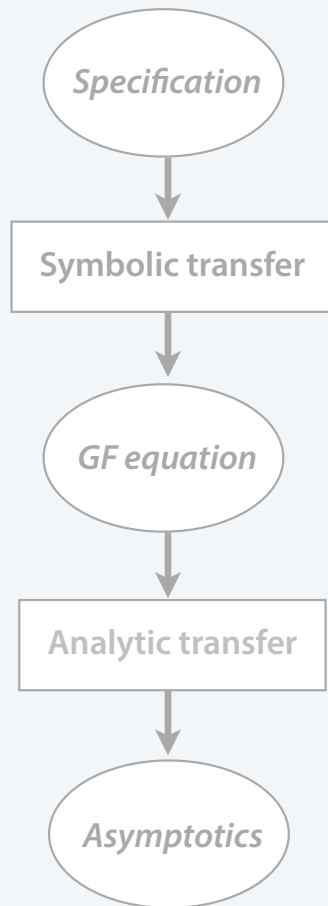 Specification
Symbolic transfer
GF equation
Analytic transfer
Asymptotics